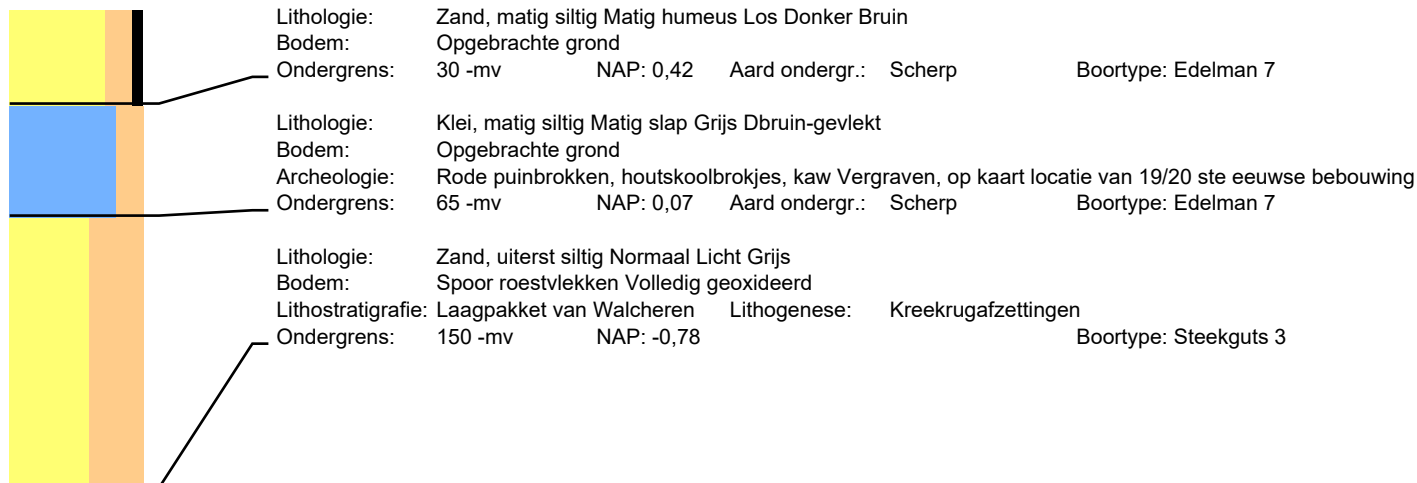 Lithologie: Zand, matig siltig Matig humeus Los Donker Bruin
Bodem: Opgebrachte grond
Ondergrens: 30 -mv NAP: 0,42 Aard ondergr.: Scherp Boortype: Edelman 7
Lithologie: Klei, matig siltig Matig slap Grijs Dbruin-gevlekt
Bodem: Opgebrachte grond
Archeologie: Rode puinbrokken, houtskoolbrokjes, kaw Vergraven, op kaart locatie van 19/20 ste eeuwse bebouwing
Ondergrens: 65 -mv NAP: 0,07 Aard ondergr.: Scherp Boortype: Edelman 7
Lithologie: Zand, uiterst siltig Normaal Licht Grijs
Bodem: Spoor roestvlekken Volledig geoxideerd
Lithostratigrafie: Laagpakket van Walcheren Lithogenese: Kreekrugafzettingen
Ondergrens: 150 -mv NAP: -0,78 Boortype: Steekguts 3